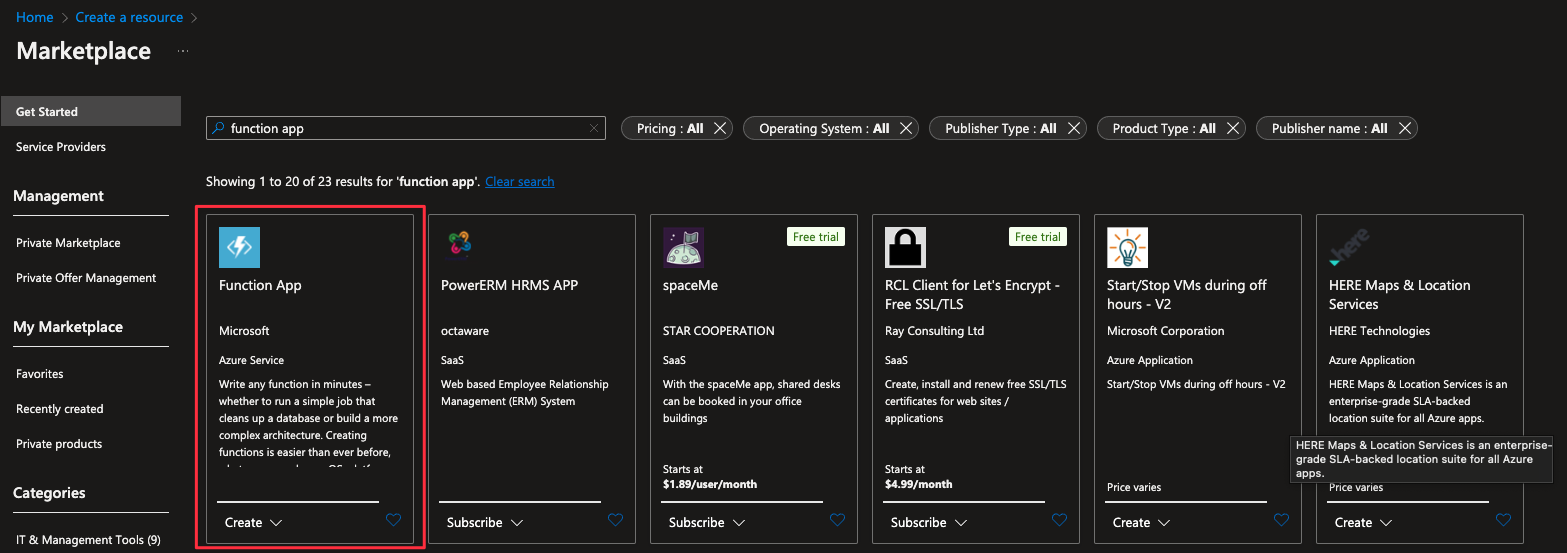 Home > Create a resource >
Marketplace ...
Get Started
Service Providers
Management
Private Marketplace
Private Offer Management
My Marketplace
Favorites
Recently created
Private products
Categories
IT & Management Tools (9)
function app
Pricing : All
Operating System : All
Publisher Type : All
Product Type : All
Publisher name : All
Showing 1 to 20 of 23 results for 'function app'. Clear search
Function App
Microsoft
Azure Service
Write any function in minutes –
whether to run a simple job that
cleans up a database or build a more
complex architecture. Creating
functions is easier than ever before,
Create
PowerERM HRMS APP
octaware
SaaS
Web based Employee Relationship
Management (ERM) System
Subscribe
Free trial
spaceMe
STAR COOPERATION
SaaS
With the spaceMe app, shared desks
can be booked in your office
buildings
Starts at
$1.89/user/month
Subscribe
Free trial
RCL Client for Let's Encrypt -
Free SSL/TLS
Ray Consulting Ltd
SaaS
Create, install and renew free SSL/TLS
certificates for web sites /
applications
Starts at
$4.99/month
Subscribe
Start/Stop VMs during off
hours - V2
Microsoft Corporation
Azure Application
Start/Stop VMs during off hours - V2
Price varies
Create
here
HERE Maps & Location
Services
HERE Technologies
Azure Application
HERE Maps & Location Services is an
enterprise-grade SLA-backed
location suite for all Azure apps.
HERE Maps & Location Services is an enterprise-
grade SLA-backed location suite for all Azure
apps.
Price varies
Create